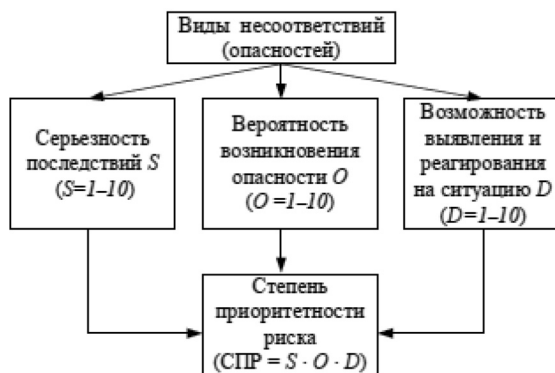 Виды несоответствий
(опасностей)
Серьезность
последствий S
(S=1–10)
Вероятность
возникновения
опасности O
(O =1–10)
Возможность
выявления и
реагирования
на ситуацию D
(D=1–10)
Степень
приоритетности
риска
(СПР = S · O · D)